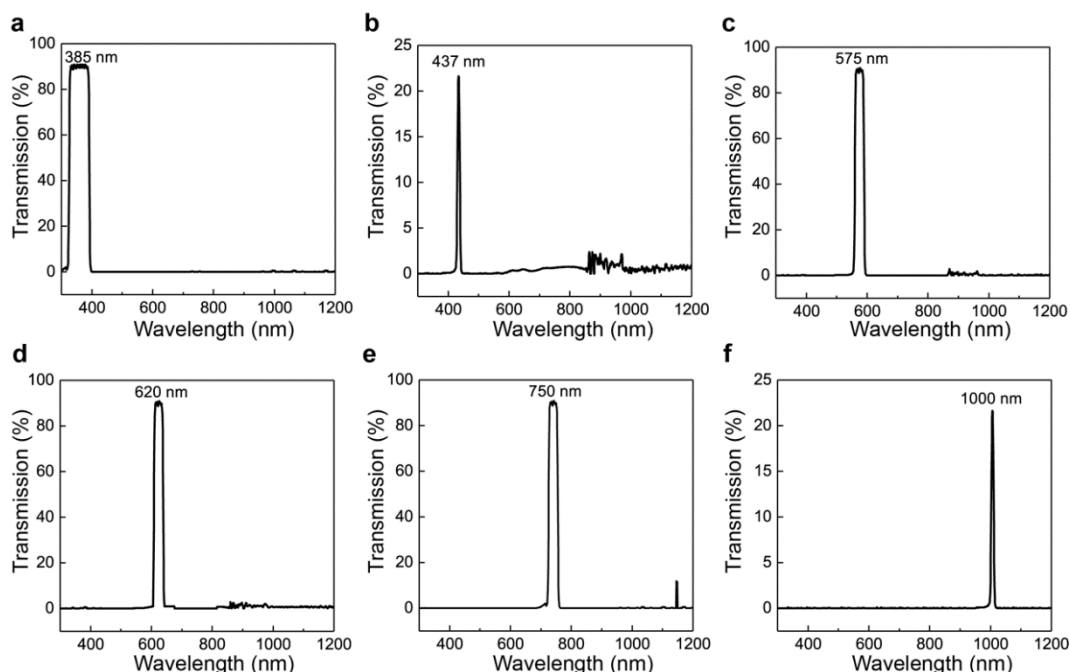 a
385 nm
Transmission (%)
100
80
60
40
20
0
400 600 800 1000 1200
Wavelength (nm)
b
437 nm
Transmission (%)
25
20
15
10
5
0
400 600 800 1000 1200
Wavelength (nm)
c
575 nm
Transmission (%)
100
80
60
40
20
0
400 600 800 1000 1200
Wavelength (nm)
d
620 nm
Transmission (%)
100
80
60
40
20
0
400 600 800 1000 1200
Wavelength (nm)
e
750 nm
Transmission (%)
100
80
60
40
20
0
400 600 800 1000 1200
Wavelength (nm)
f
1000 nm
Transmission (%)
25
20
15
10
5
0
400 600 800 1000 1200
Wavelength (nm)